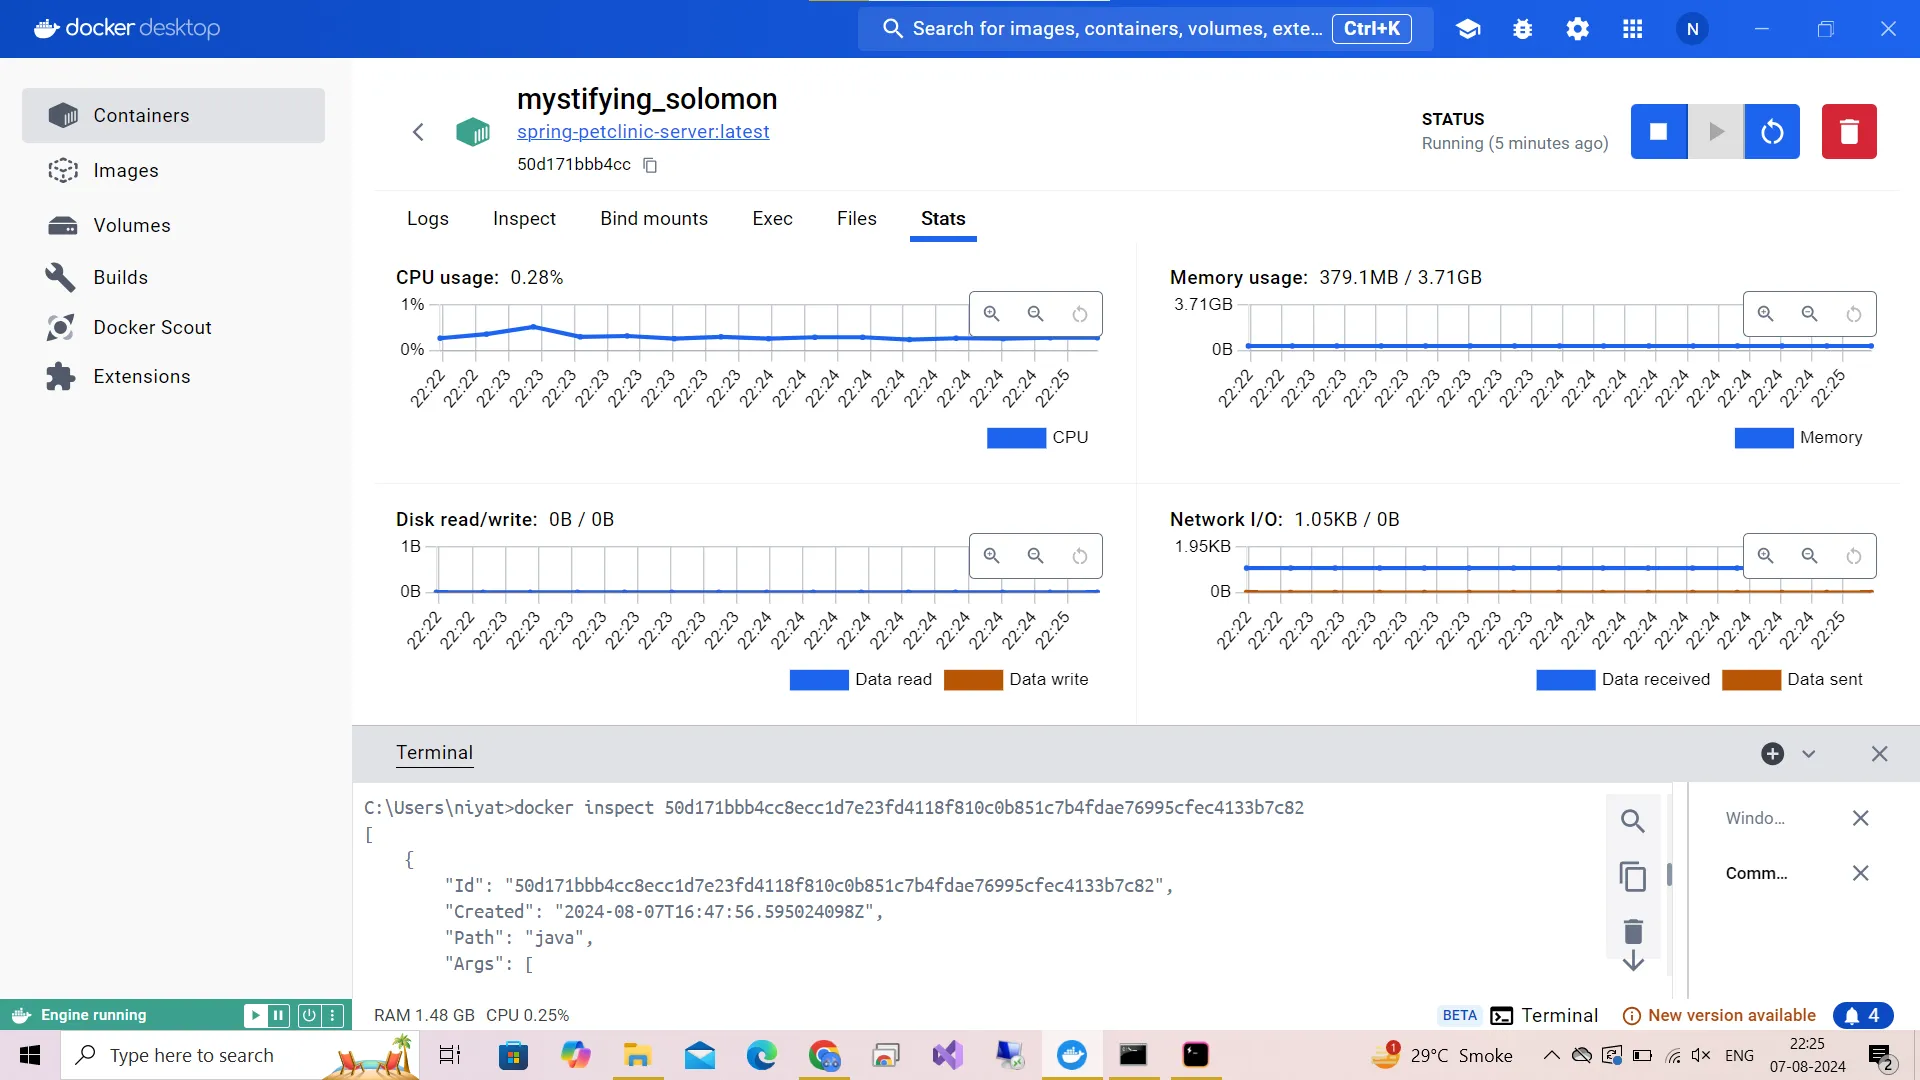 docker desktop
Search for images, containers, volumes, exte...
Ctrl+K
N
Containers
Images
Volumes
Builds
Docker Scout
Extensions
mystifying_solomon
spring-petclinic-server:latest
50d171bbb4cc
STATUS
Running (5 minutes ago)
Logs
Inspect
Bind mounts
Exec
Files
Stats
CPU usage: 0.28%
1%
0%
22:22 22:22 22:23 22:23 22:23 22:23 22:23 22:23 22:23 22:23 22:24 22:24 22:24 22:24 22:24 22:24 22:24 22:24 22:24 22:25
CPU
Memory usage: 379.1MB / 3.71GB
3.71GB
0B
22:22 22:22 22:23 22:23 22:23 22:23 22:23 22:23 22:23 22:23 22:24 22:24 22:24 22:24 22:24 22:24 22:24 22:24 22:24 22:25
Memory
Disk read/write: 0B / 0B
1B
0B
22:22 22:22 22:23 22:23 22:23 22:23 22:23 22:23 22:23 22:23 22:24 22:24 22:24 22:24 22:24 22:24 22:24 22:24 22:24 22:25
Data read
Data write
Network I/O: 1.05KB / 0B
1.95KB
0B
22:22 22:22 22:23 22:23 22:23 22:23 22:23 22:23 22:23 22:23 22:24 22:24 22:24 22:24 22:24 22:24 22:24 22:24 22:24 22:25
Data received
Data sent
Terminal
C:\Users\niyat>docker inspect 50d171bbb4cc8ecc1d7e23fd4118f810c0b851c7b4fdae76995cfec4133b7c82
[
{
"Id": "50d171bbb4cc8ecc1d7e23fd4118f810c0b851c7b4fdae76995cfec4133b7c82",
"Created": "2024-08-07T16:47:56.595024098Z",
"Path": "java",
"Args": [
Windo...
Comm...
Engine running
RAM 1.48 GB CPU 0.25%
BETA
Terminal
New version available
4
Type here to search
1
29°C Smoke
ENG
22:25
07-08-2024
2